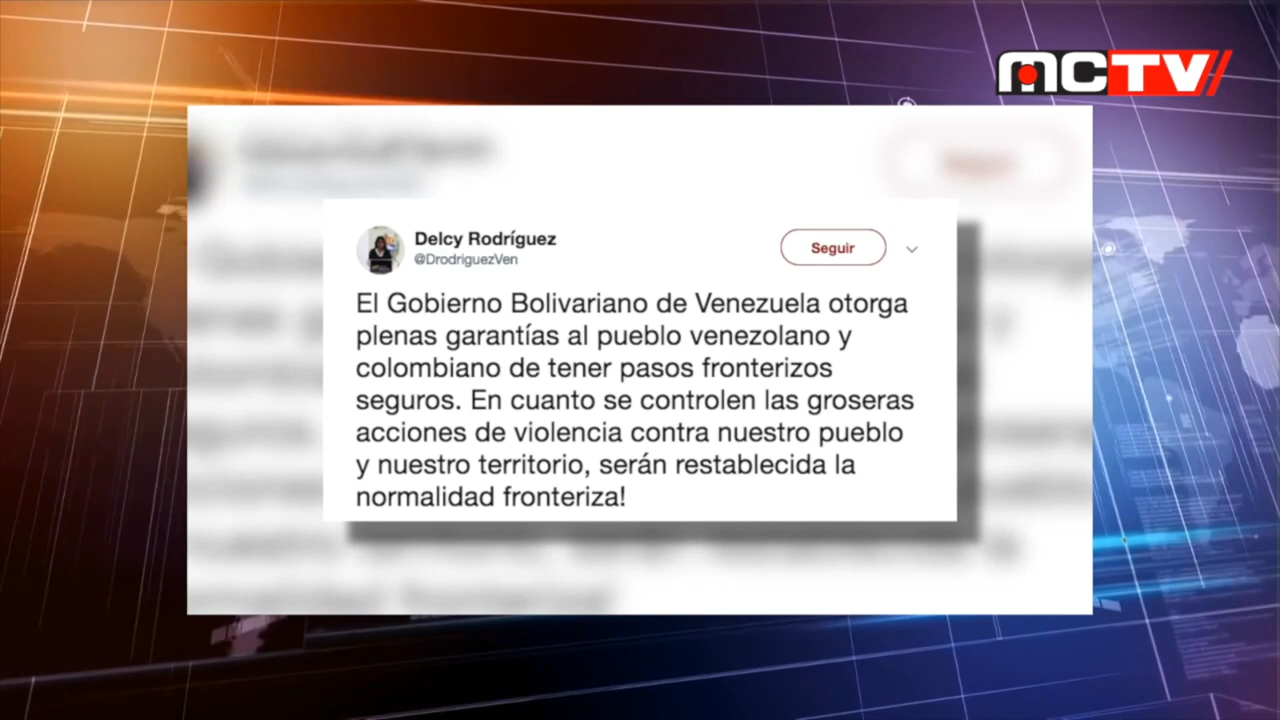 MCTV
Delcy Rodríguez
@DrodriguezVen
Seguir
El Gobierno Bolivariano de Venezuela otorga
plenas garantías al pueblo venezolano y
colombiano de tener pasos fronterizos
seguros. En cuanto se controlen las groseras
acciones de violencia contra nuestro pueblo
y nuestro territorio, serán restablecida la
normalidad fronteriza!